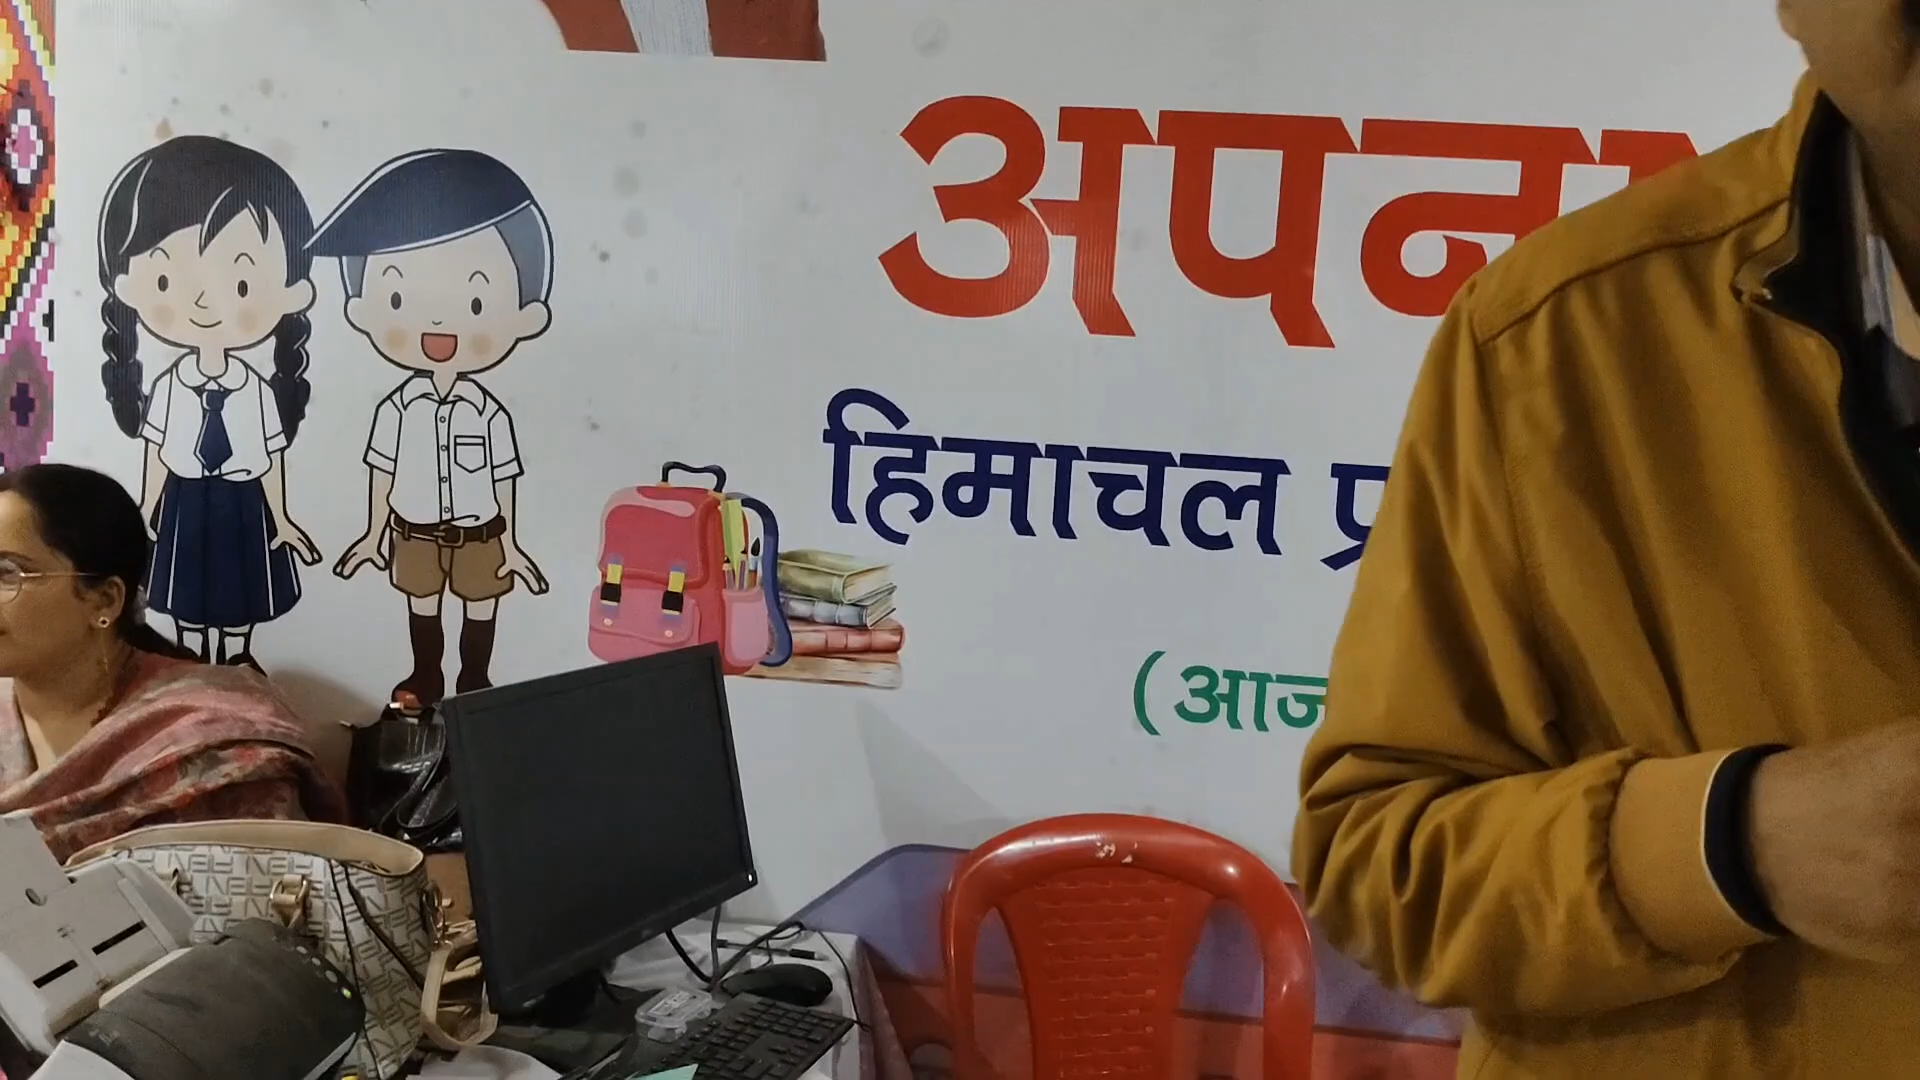 अपना
हिमाचल प्र
(आज